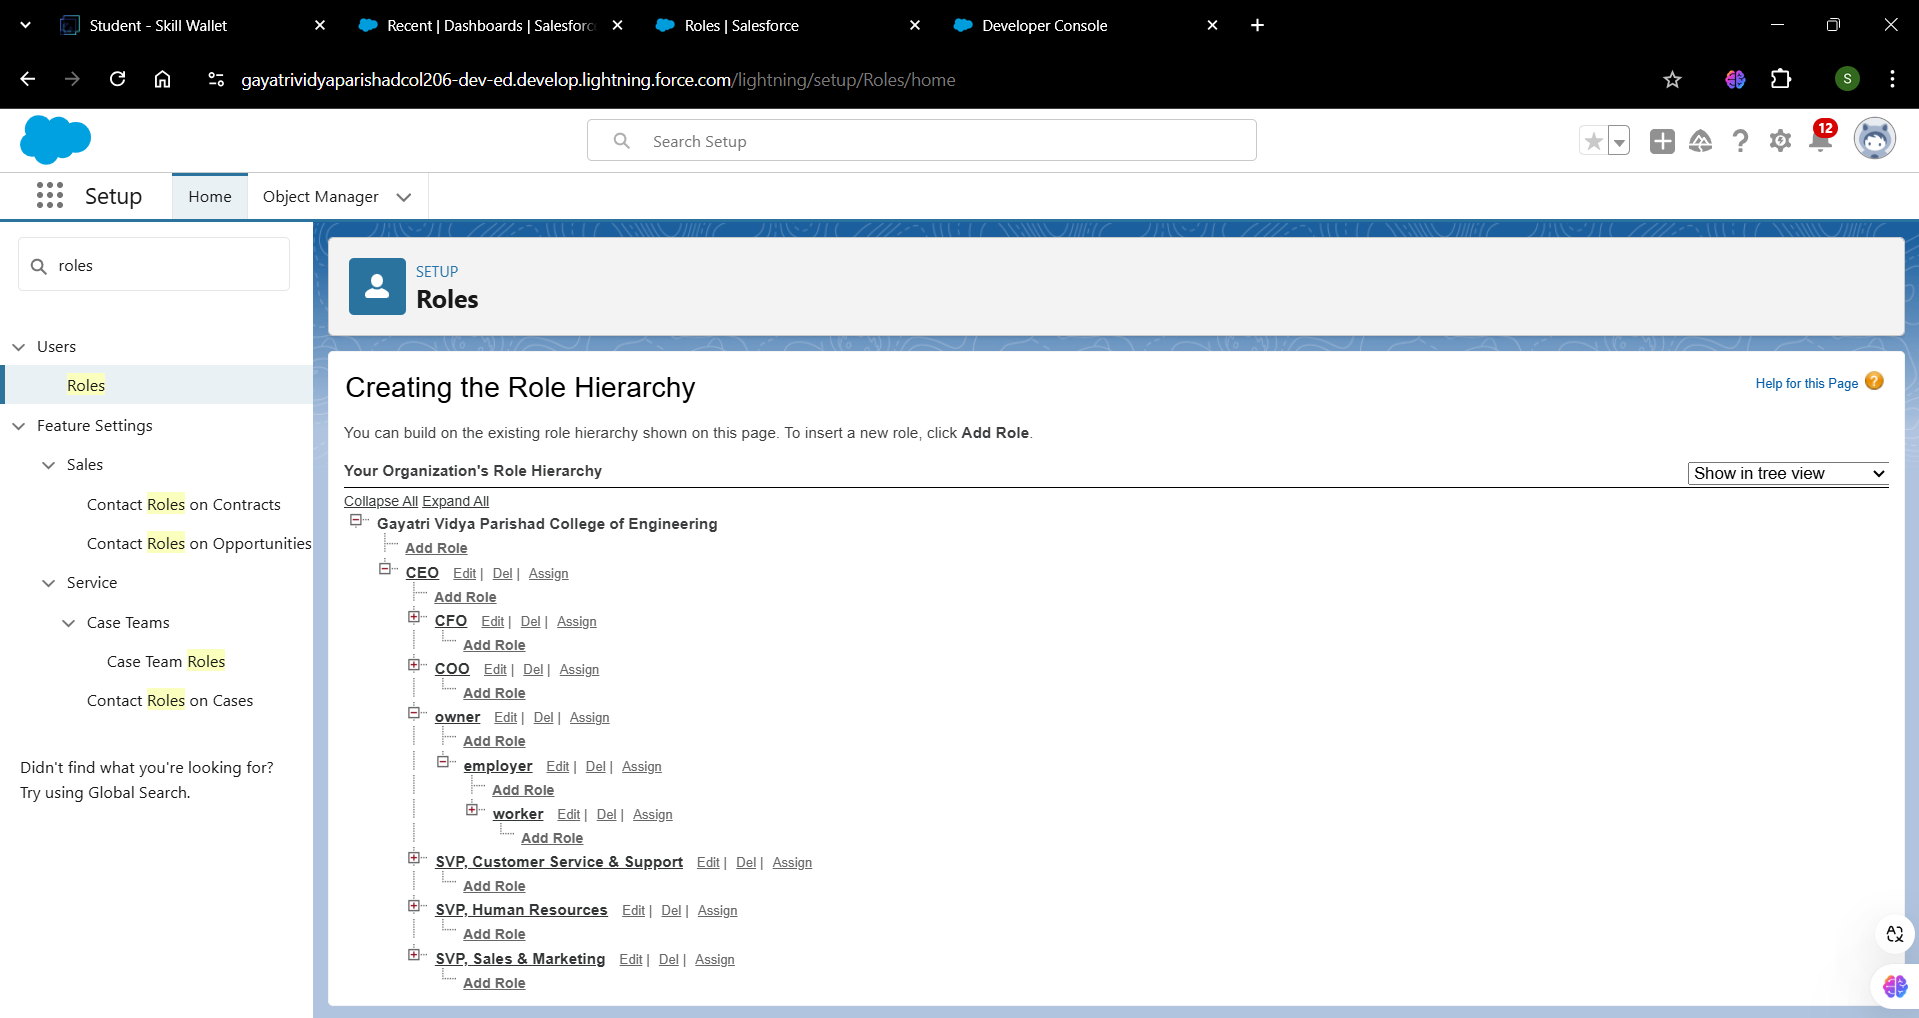 Student - Skill Wallet
Recent | Dashboards | Salesforc
Roles | Salesforce
Developer Console
gayatrividyaparishadcol206-dev-ed.develop.lightning.force.com/lightning/setup/Roles/home
S
Search Setup
12
Setup
Home
Object Manager
roles
Users
Roles
Feature Settings
Sales
Contact Roles on Contracts
Contact Roles on Opportunities
Service
Case Teams
Case Team Roles
Contact Roles on Cases
Didn't find what you're looking for?
Try using Global Search.
SETUP
Roles
Creating the Role Hierarchy
Help for this Page
You can build on the existing role hierarchy shown on this page. To insert a new role, click Add Role.
Your Organization's Role Hierarchy
Show in tree view
Collapse All Expand All
Gayatri Vidya Parishad College of Engineering
Add Role
CEO Edit | Del | Assign
Add Role
CFO Edit | Del | Assign
Add Role
COO Edit | Del | Assign
Add Role
owner Edit | Del | Assign
Add Role
employer Edit | Del | Assign
Add Role
worker Edit | Del | Assign
Add Role
SVP, Customer Service & Support Edit | Del | Assign
Add Role
SVP, Human Resources Edit | Del | Assign
Add Role
SVP, Sales & Marketing Edit | Del | Assign
Add Role